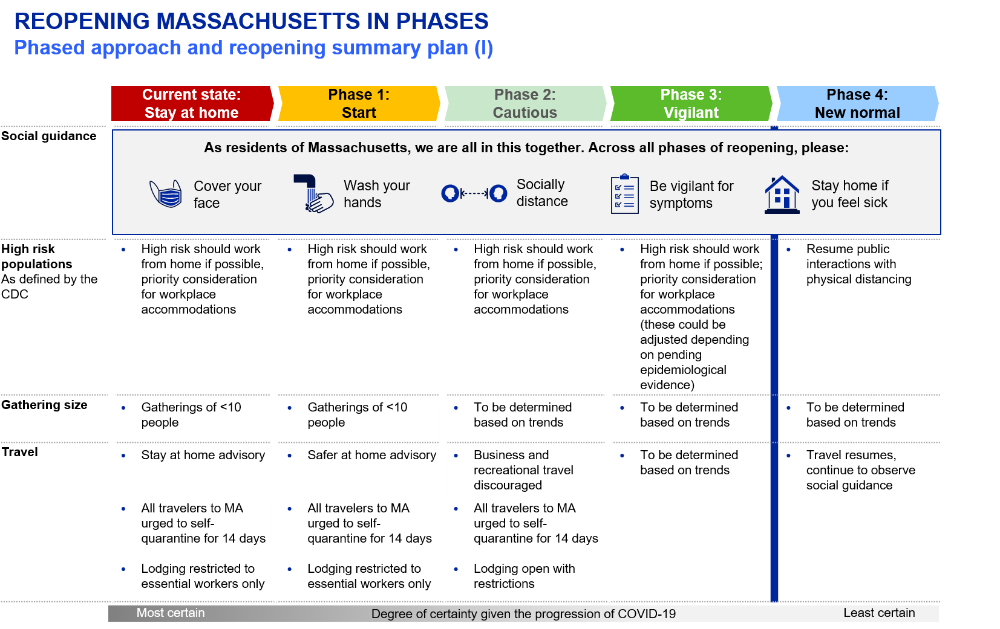 REOPENING MASSACHUSETTS IN PHASES
Phased approach and reopening summary plan (I)
Current state:
Stay at home
Phase 1:
Start
Phase 2:
Cautious
Phase 3:
Vigilant
Phase 4:
New normal
Social guidance
As residents of Massachusetts, we are all in this together. Across all phases of reopening, please:
Cover your
face
Wash your
hands
Socially
distance
Be vigilant for
symptoms
Stay home if
you feel sick
High risk
populations
As defined by the
CDC
• High risk should work
from home if possible,
priority consideration
for workplace
accommodations
• High risk should work
from home if possible,
priority consideration
for workplace
accommodations
• High risk should work
from home if possible,
priority consideration
for workplace
accommodations
• High risk should work
from home if possible;
priority consideration
for workplace
accommodations
(these could be
adjusted depending
on pending
epidemiological
evidence)
• Resume public
interactions with
physical distancing
Gathering size
• Gatherings of <10
people
• Gatherings of <10
people
• To be determined
based on trends
• To be determined
based on trends
• To be determined
based on trends
Travel
• Stay at home advisory
• All travelers to MA
urged to self-
quarantine for 14 days
• Lodging restricted to
essential workers only
• Safer at home advisory
• All travelers to MA
urged to self-
quarantine for 14 days
• Lodging restricted to
essential workers only
• Business and
recreational travel
discouraged
• All travelers to MA
urged to self-
quarantine for 14 days
• Lodging open with
restrictions
• To be determined
based on trends
• Travel resumes,
continue to observe
social guidance
Most certain
Degree of certainty given the progression of COVID-19
Least certain